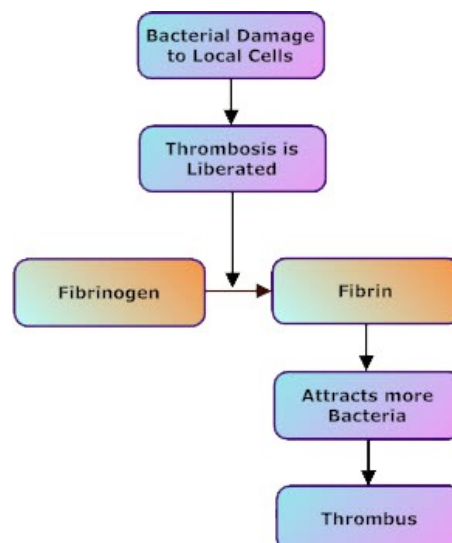 Bacterial Damage
to Local Cells
Thrombosis is
Liberated
Fibrinogen
Fibrin
Attracts more
Bacteria
Thrombus